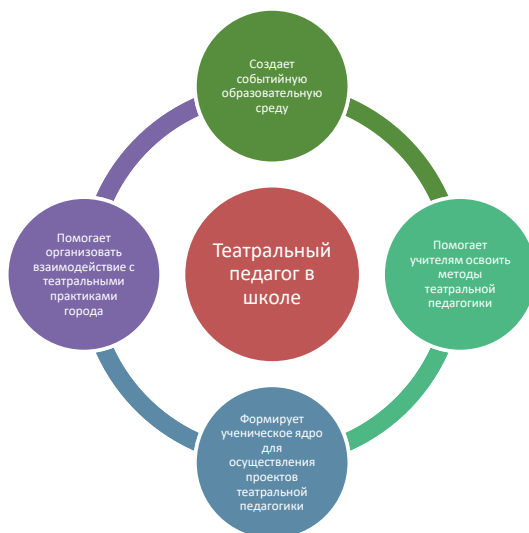 Создает
событийную
образовательную
среду
Помогает
организовать
взаимодействие с
театральными
практиками
города
Театральный
педагог в
школе
Помогает
учителям освоить
методы
театральной
педагогики
Формирует
ученическое ядро
для
осуществления
проектов
театральной
педагогики